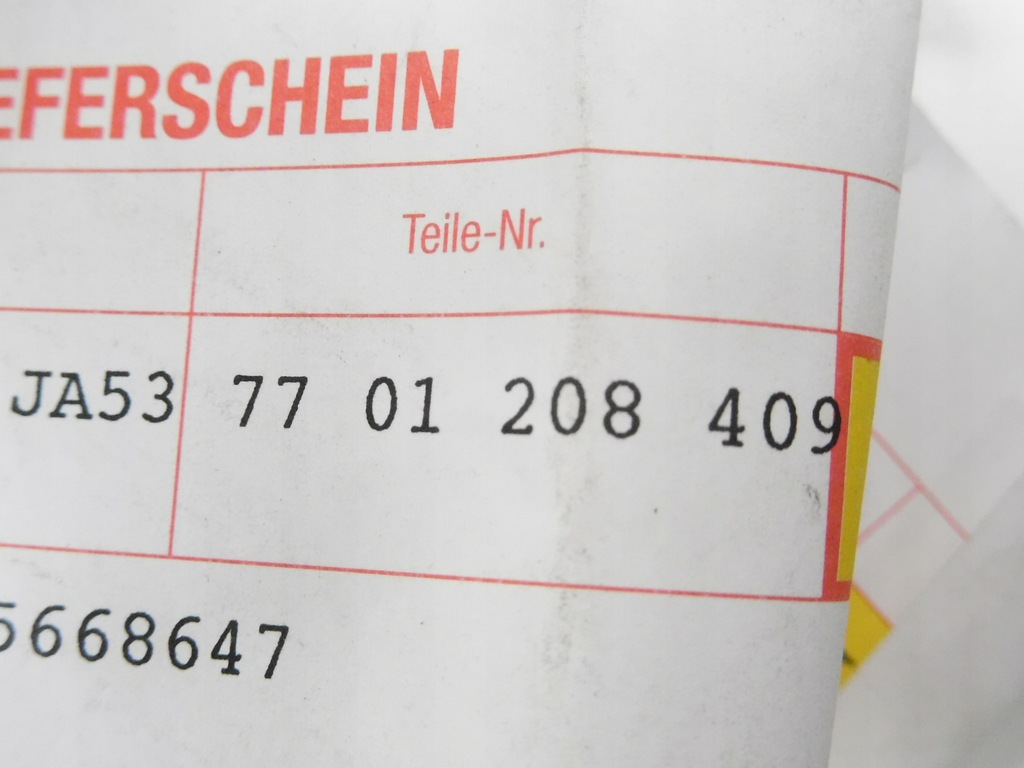 EFERSCHEIN
Teile-Nr.
JA53 77 01 208 409
5668647